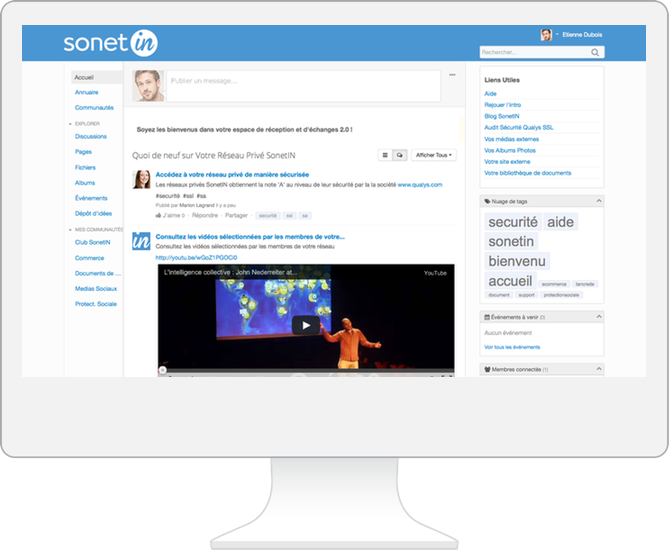 sonet in
Etienne Dubois
Rechercher...
Accueil
Annuaire
Communautés
EXPLORER
Discussions
Pages
Fichiers
Albums
Événements
Dépôt d'idées
MES COMMUNAUTÉS
Club SonetIN
Commerce
Documents de ...
Medias Sociaux
Protect. Sociale
Publier un message...
Soyez les bienvenus dans votre espace de réception et d'échanges 2.0 !
Quoi de neuf sur Votre Réseau Privé SonetIN
Afficher Tous
Accédez à votre réseau privé de manière sécurisée
Les réseaux privés SonetIN obtiennent la note 'A' au niveau de leur sécurité par la la société www.qualys.com
#securité #ssl #sa
Publié par Marion Legrand il y a peu
J'aime 0 · Répondre · Partager · securité ssl sa
in
Consultez les vidéos sélectionnées par les membres de votre...
Consultez les vidéos sélectionnées par les membres de votre réseau
http://youtu.be/wGoZ1PGOCi0
L'intelligence collective : John Nederreiter at...
YouTube
Liens Utiles
Aide
Rejouer l'intro
Blog SonetIN
Audit Sécurité Qualys SSL
Vos médias externes
Vos Albums Photos
Votre site externe
Votre bibliothèque de documents
Nuage de tags
securité aide
sonetin
bienvenu
accueil ecommerce tiercrede
document support protectionsociale
Événements à venir (0)
Aucun événement
Voir tous les événements
Membres connectés (1)